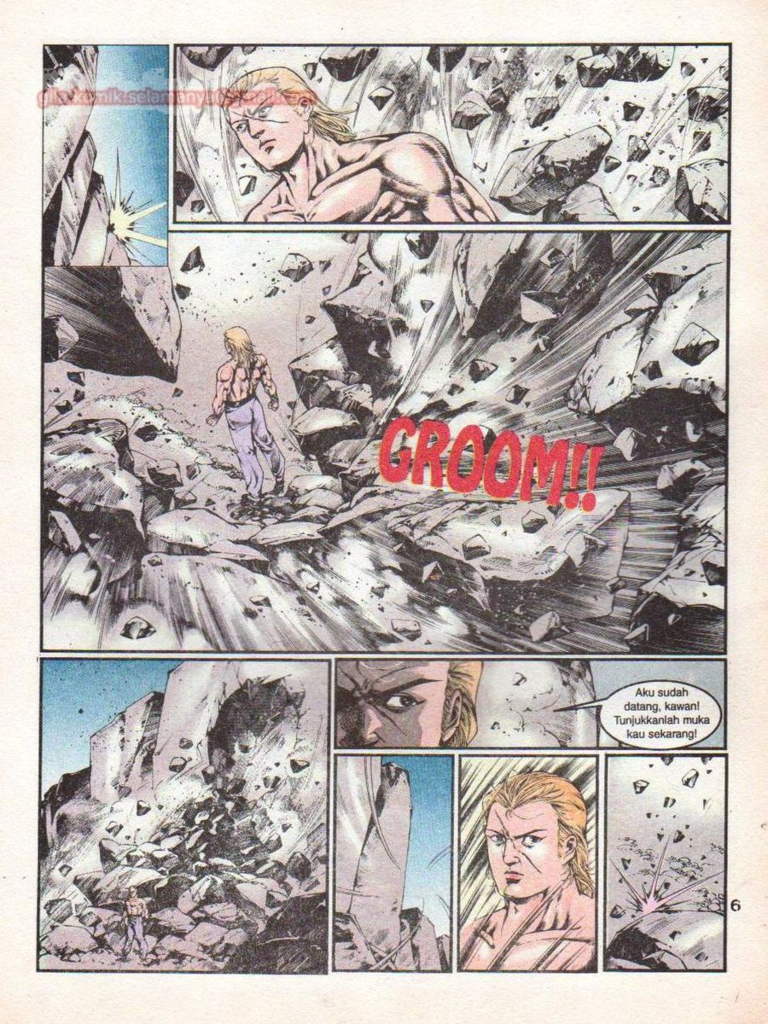 GROOM!!
Aku sudah
datang, kawan!
Tunjukkanlah muka
kau sekarang!
6